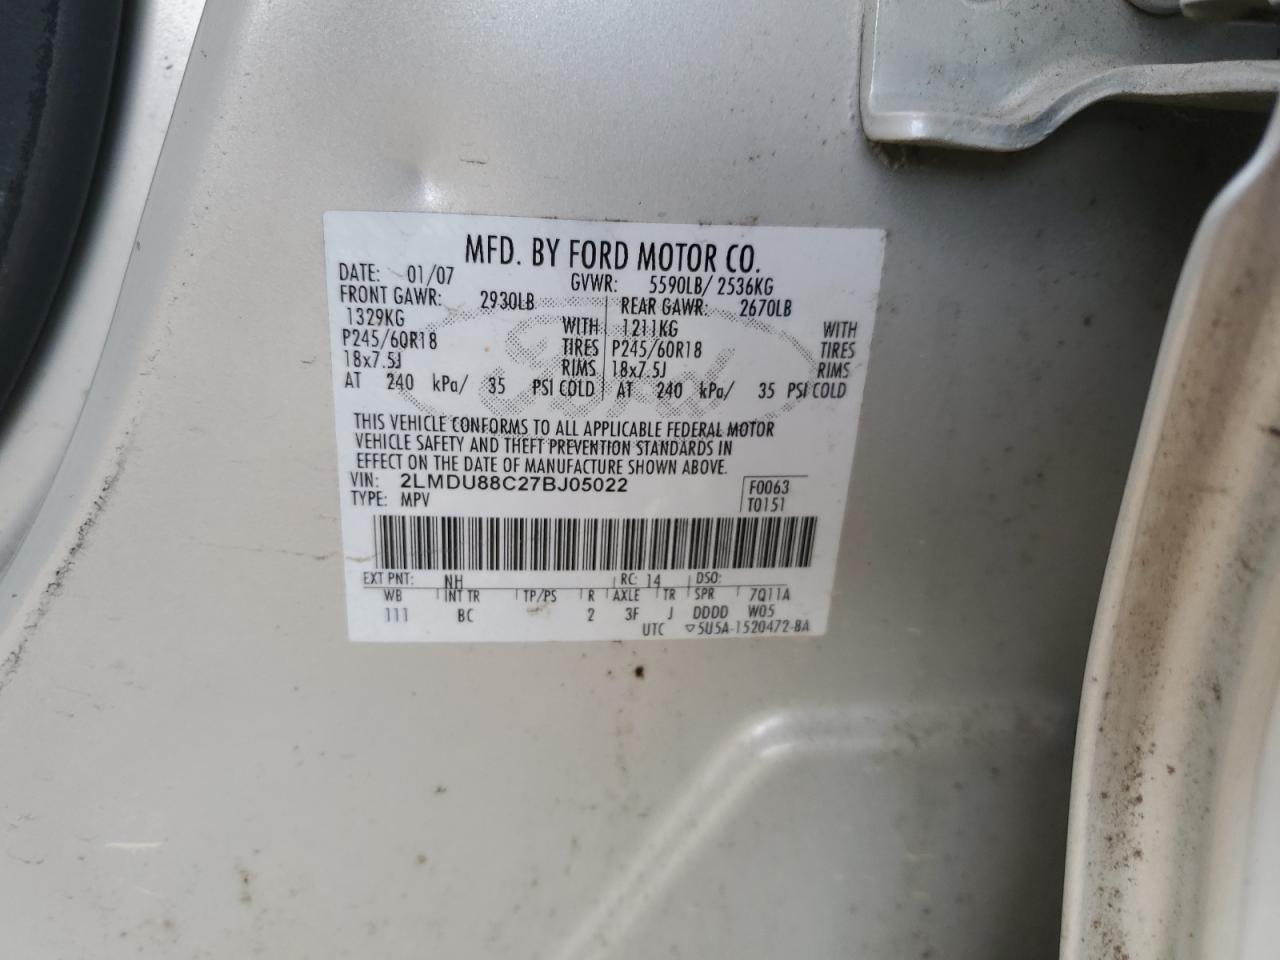 MFD. BY FORD MOTOR CO.
DATE: 01/07 GVWR: 5590LB/ 2536KG
FRONT GAWR: 2930LB REAR GAWR: 2670LB
1329KG WITH 1211KG WITH
P245/60R18 TIRES P245/60R18 TIRES
18x7.5J RIMS 18x7.5J RIMS
AT 240 kPa/ 35 PSI COLD AT 240 kPa/ 35 PSI COLD
THIS VEHICLE CONFORMS TO ALL APPLICABLE FEDERAL MOTOR
VEHICLE SAFETY AND THEFT PREVENTION STANDARDS IN
EFFECT ON THE DATE OF MANUFACTURE SHOWN ABOVE.
VIN: 2LMDU88C27BJ05022 F0063
TYPE: MPV T0151
EXT PNT: NH RC: 14 DSO:
WB INT TR TP/PS R AXLE TR SPR 7Q11A
111 BC 2 3F J DDDD W05
UTC ▽5U5A-1520472-BA